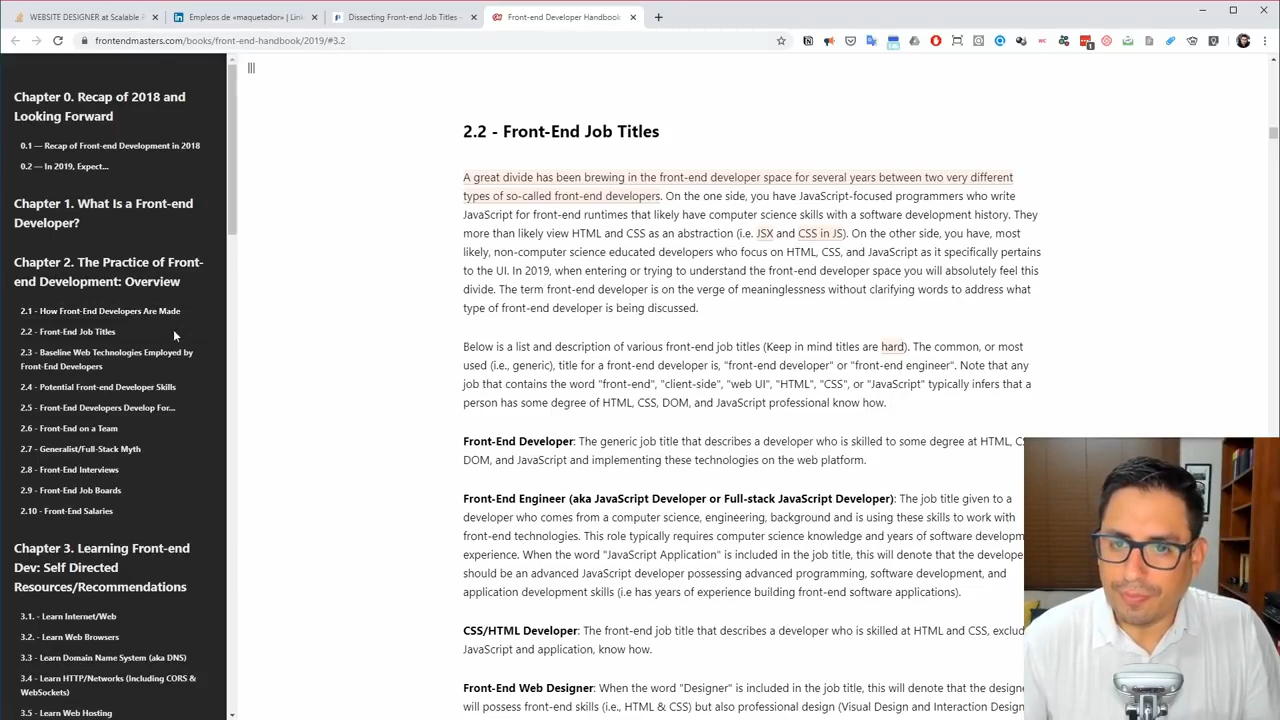 WEBSITE DESIGNER at Scalable
Empleos de «maquetador» | Link
Dissecting Front-end Job Titles -
Front-end Developer Handbook
frontendmasters.com/books/front-end-handbook/2019/#3.2
Chapter 0. Recap of 2018 and
Looking Forward
0.1 — Recap of Front-end Development in 2018
0.2 — In 2019, Expect...
Chapter 1. What Is a Front-end
Developer?
Chapter 2. The Practice of Front-
end Development: Overview
2.1 - How Front-End Developers Are Made
2.2 - Front-End Job Titles
2.3 - Baseline Web Technologies Employed by
Front-End Developers
2.4 - Potential Front-end Developer Skills
2.5 - Front-End Developers Develop For...
2.6 - Front-End on a Team
2.7 - Generalist/Full-Stack Myth
2.8 - Front-End Interviews
2.9 - Front-End Job Boards
2.10 - Front-End Salaries
Chapter 3. Learning Front-end
Dev: Self Directed
Resources/Recommendations
3.1. - Learn Internet/Web
3.2. - Learn Web Browsers
3.3 - Learn Domain Name System (aka DNS)
3.4 - Learn HTTP/Networks (Including CORS &
WebSockets)
3.5 - Learn Web Hosting
2.2 - Front-End Job Titles
A great divide has been brewing in the front-end developer space for several years between two very different
types of so-called front-end developers. On the one side, you have JavaScript-focused programmers who write
JavaScript for front-end runtimes that likely have computer science skills with a software development history. They
more than likely view HTML and CSS as an abstraction (i.e. JSX and CSS in JS). On the other side, you have, most
likely, non-computer science educated developers who focus on HTML, CSS, and JavaScript as it specifically pertains
to the UI. In 2019, when entering or trying to understand the front-end developer space you will absolutely feel this
divide. The term front-end developer is on the verge of meaninglessness without clarifying words to address what
type of front-end developer is being discussed.
Below is a list and description of various front-end job titles (Keep in mind titles are hard). The common, or most
used (i.e., generic), title for a front-end developer is, "front-end developer" or "front-end engineer". Note that any
job that contains the word "front-end", "client-side", "web UI", "HTML", "CSS", or "JavaScript" typically infers that a
person has some degree of HTML, CSS, DOM, and JavaScript professional know how.
Front-End Developer: The generic job title that describes a developer who is skilled to some degree at HTML, CS
DOM, and JavaScript and implementing these technologies on the web platform.
Front-End Engineer (aka JavaScript Developer or Full-stack JavaScript Developer): The job title given to a
developer who comes from a computer science, engineering, background and is using these skills to work with
front-end technologies. This role typically requires computer science knowledge and years of software developm
experience. When the word "JavaScript Application" is included in the job title, this will denote that the develope
should be an advanced JavaScript developer possessing advanced programming, software development, and
application development skills (i.e has years of experience building front-end software applications).
CSS/HTML Developer: The front-end job title that describes a developer who is skilled at HTML and CSS, exclud
JavaScript and application, know how.
Front-End Web Designer: When the word "Designer" is included in the job title, this will denote that the design
will possess front-end skills (i.e., HTML & CSS) but also professional design (Visual Design and Interaction Design